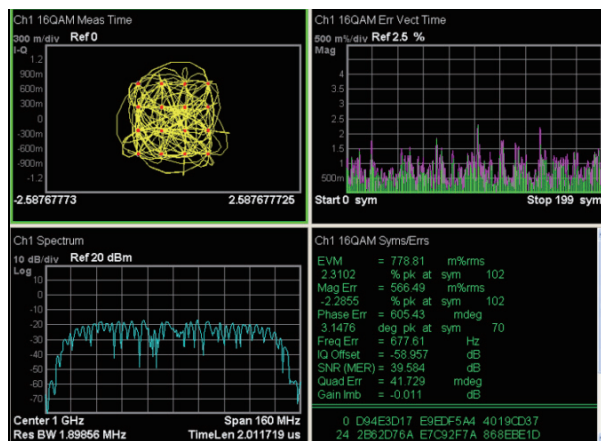 Ch1 16QAM Meas Time
300 m/div Ref 0
I-Q
1.2
900m
600m
300m
0
-300m
-600m
-900m
-1.2
-2.58767773 2.587677725
Ch1 16QAM Err Vect Time
500 m%/div Ref 2.5 %
Mag
4
3.5
3
2.5
2
1.5
1
500m
Start 0 sym Stop 199 sym
Ch1 Spectrum
10 dB/div Ref 20 dBm
Log
10
0
-10
-20
-30
-40
-50
-60
-70
Center 1 GHz Span 160 MHz
Res BW 1.89856 MHz TimeLen 2.011719 us
Ch1 16QAM Syms/Errs
EVM = 778.81 m%rms
2.3102 % pk at sym 102
Mag Err = 566.49 m%rms
-2.2855 % pk at sym 102
Phase Err = 605.43 mdeg
3.1476 deg pk at sym 70
Freq Err = 677.61 Hz
IQ Offset = -58.957 dB
SNR (MER) = 39.584 dB
Quad Err = 41.729 mdeg
Gain Imb = -0.011 dB
0 D94E3D17 E9EDF5A4 4019CD37
24 2B62D76A E7C92F7A 868EBE1D